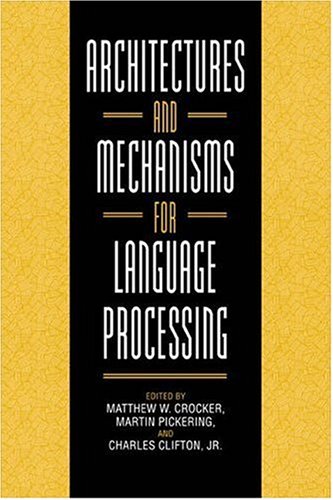 ARCHITECTURES
AND
MECHANISMS
FOR
LANGUAGE
PROCESSING
EDITED BY
MATTHEW W. CROCKER,
MARTIN PICKERING,
AND
CHARLES CLIFTON, JR.